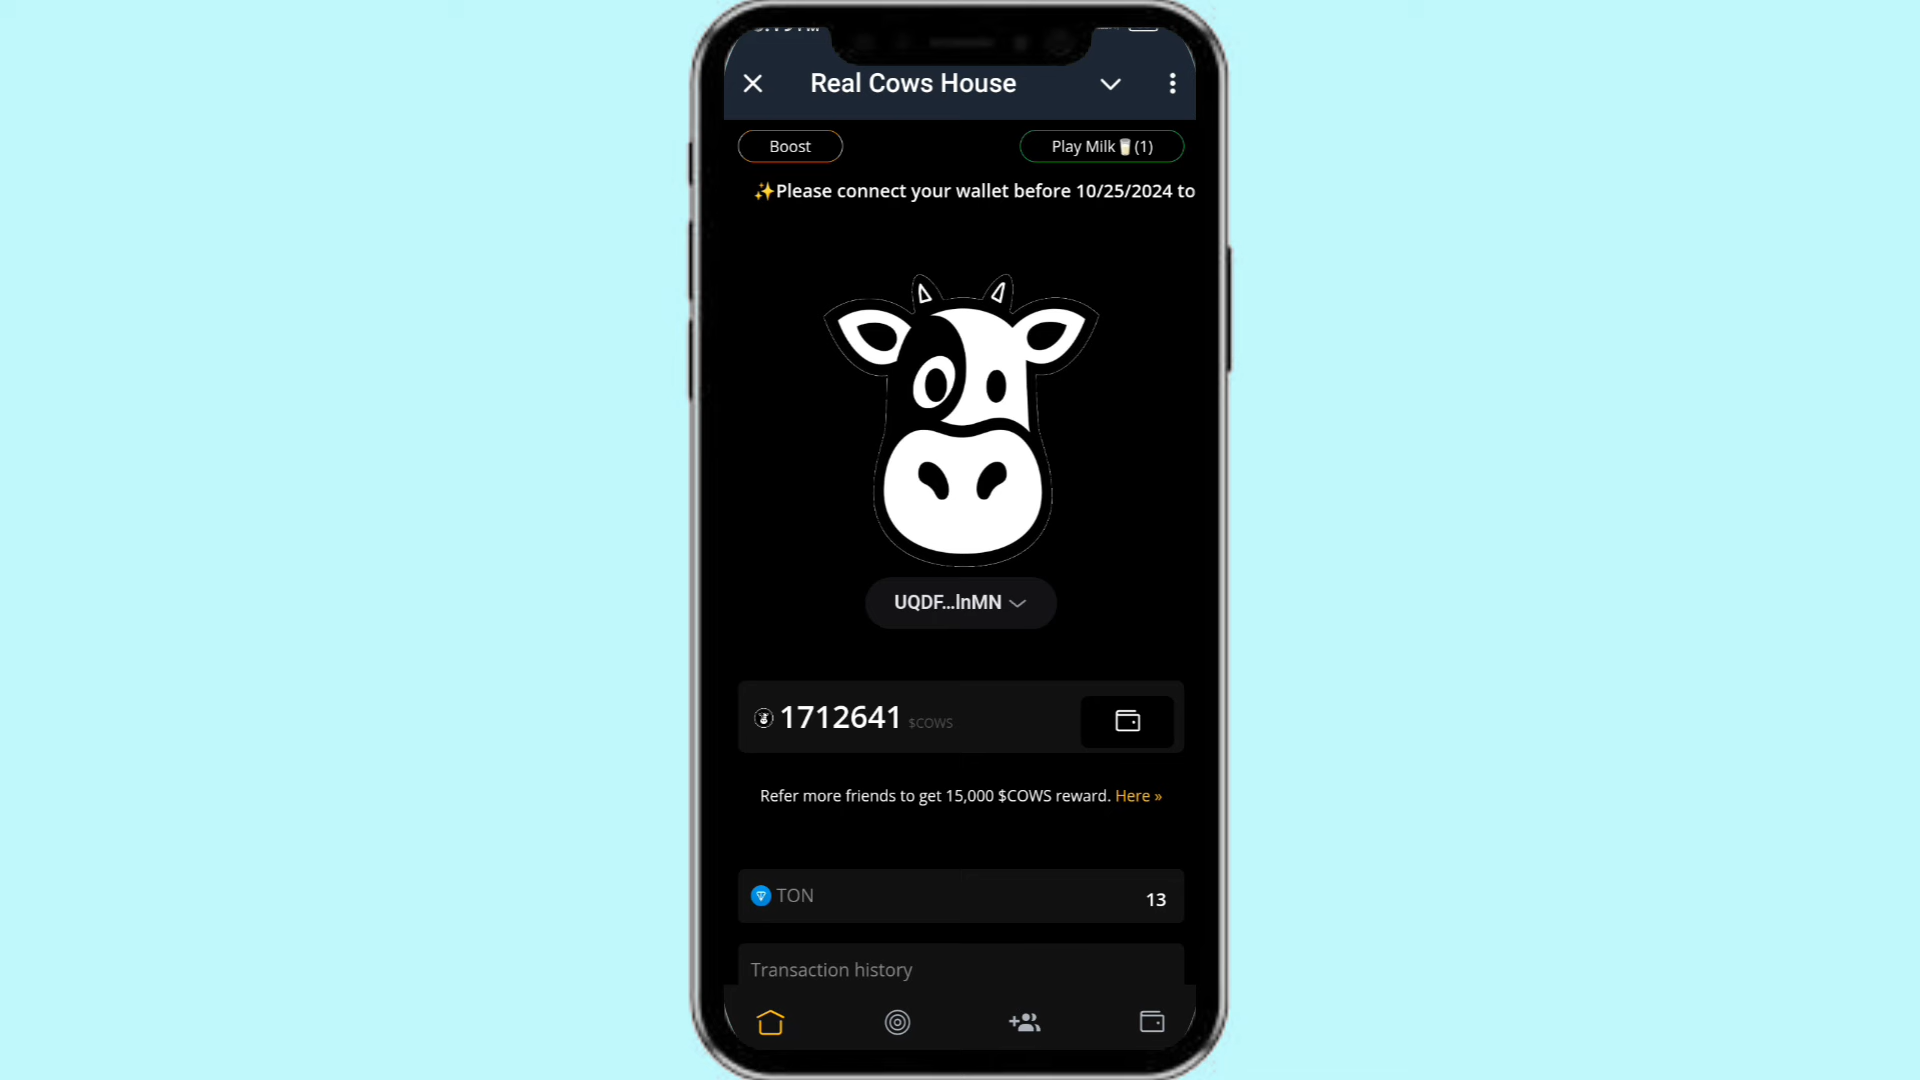 Real Cows House
Boost
Play Milk🥛(1)
✨Please connect your wallet before 10/25/2024 to
UQDF...lnMN
1712641 $COWS
Refer more friends to get 15,000 $COWS reward. Here »
TON
13
Transaction history